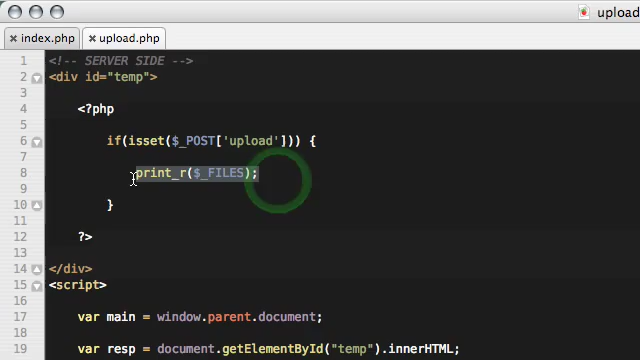 upload
index.php
upload.php
1 <!-- SERVER SIDE -->
2 <div id="temp">
3
4 <?php
5
6 if(isset($_POST['upload'])) {
7
8 print_r($_FILES);
9
10 }
11
12 ?>
13
14 </div>
15 <script>
16
17 var main = window.parent.document;
18
19 var resp = document.getElementById("temp").innerHTML;